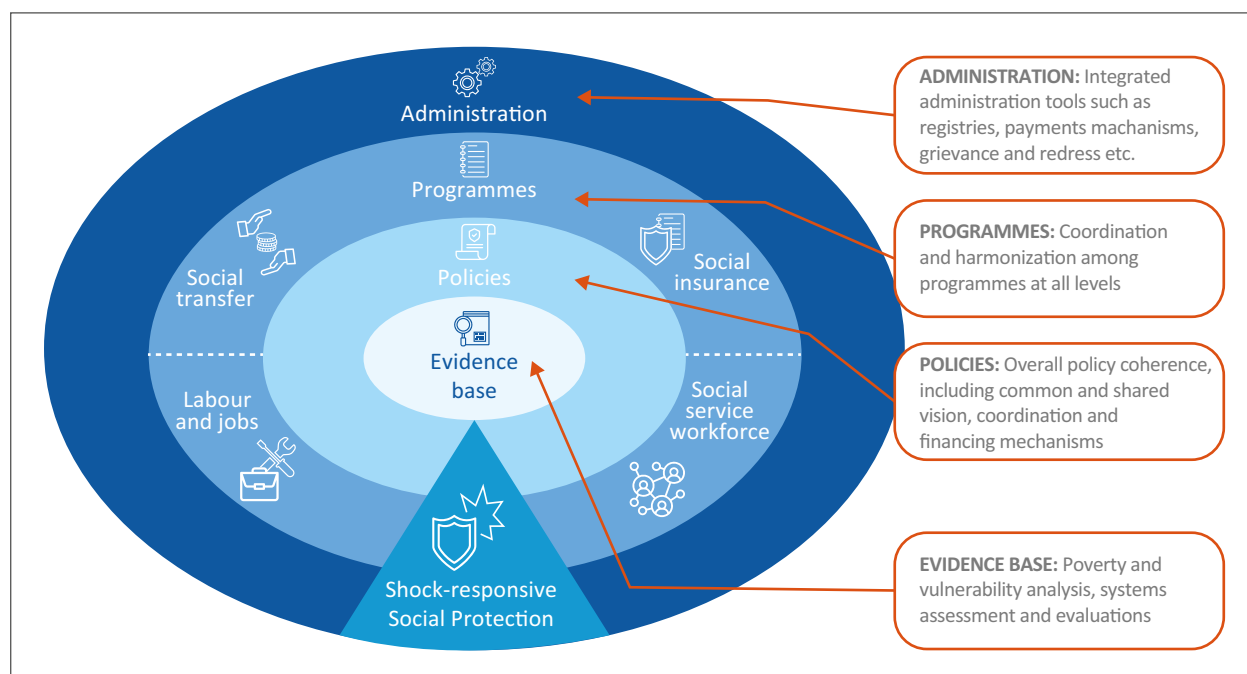 Administration
Programmes
Social
transfer
Policies
Social
insurance
Evidence
base
Labour
and jobs
Social
service
workforce
Shock-responsive
Social Protection
ADMINISTRATION: Integrated
administration tools such as
registries, payments machanisms,
grievance and redress etc.
PROGRAMMES: Coordination
and harmonization among
programmes at all levels
POLICIES: Overall policy coherence,
including common and shared
vision, coordination and
financing mechanisms
EVIDENCE BASE: Poverty and
vulnerability analysis, systems
assessment and evaluations